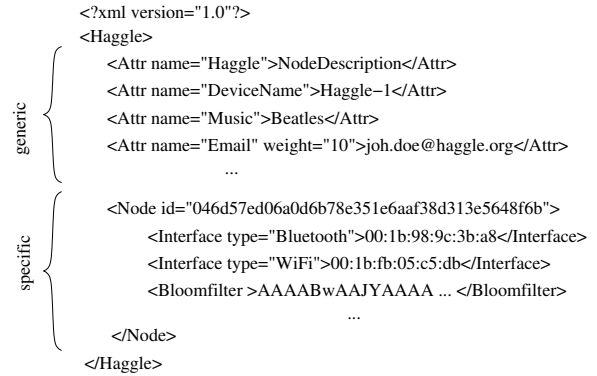 <?xml version="1.0"?>
<Haggle>
<Attr name="Haggle">NodeDescription</Attr>
<Attr name="DeviceName">Haggle−1</Attr>
<Attr name="Music">Beatles</Attr>
<Attr name="Email" weight="10">joh.doe@haggle.org</Attr>
...
generic
<Node id="046d57ed06a0d6b78e351e6aaf38d313e5648f6b">
<Interface type="Bluetooth">00:1b:98:9c:3b:a8</Interface>
<Interface type="WiFi">00:1b:fb:05:c5:db</Interface>
<Bloomfilter >AAAABwAAJYAAAA ... </Bloomfilter>
...
</Node>
specific
</Haggle>